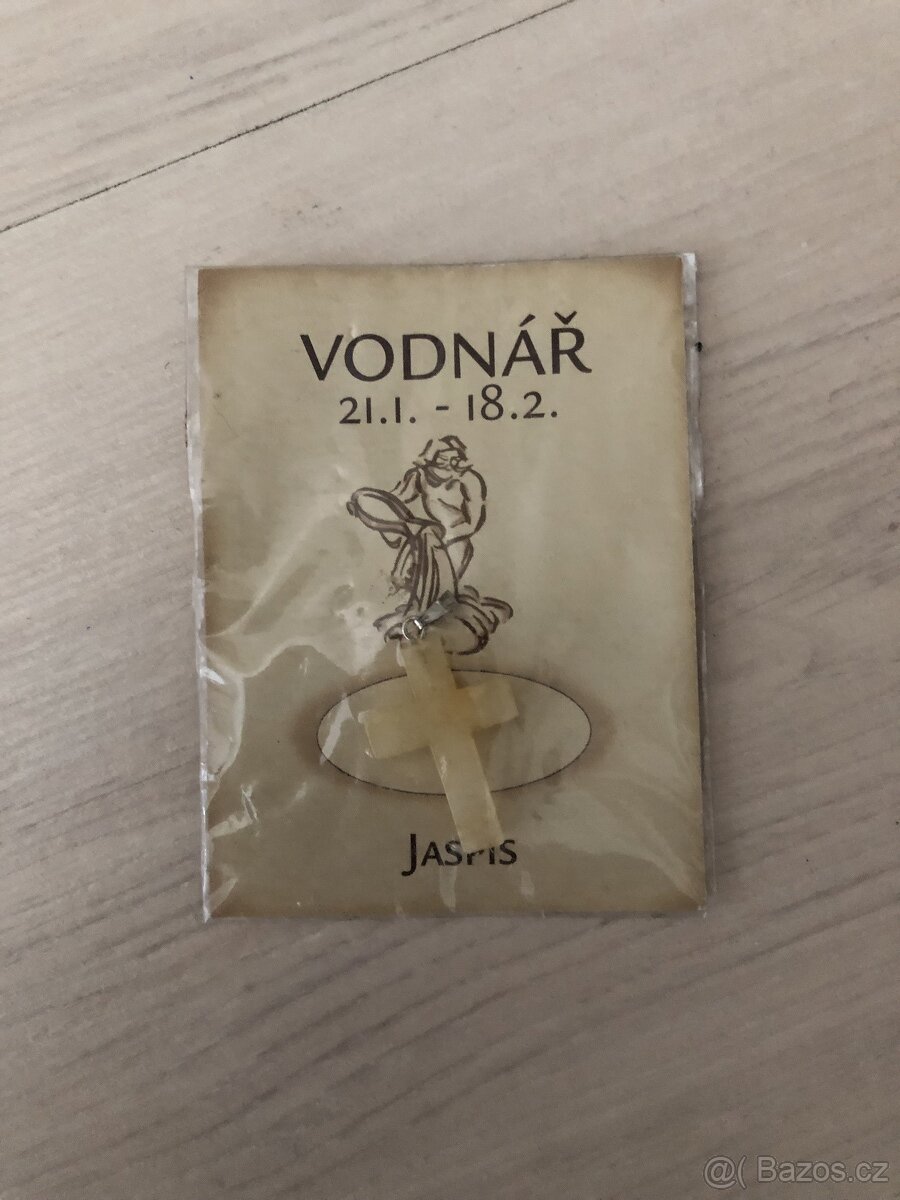 VODNÁŘ
21.1. - 18.2.
JASPIS
@( Bazos.cz